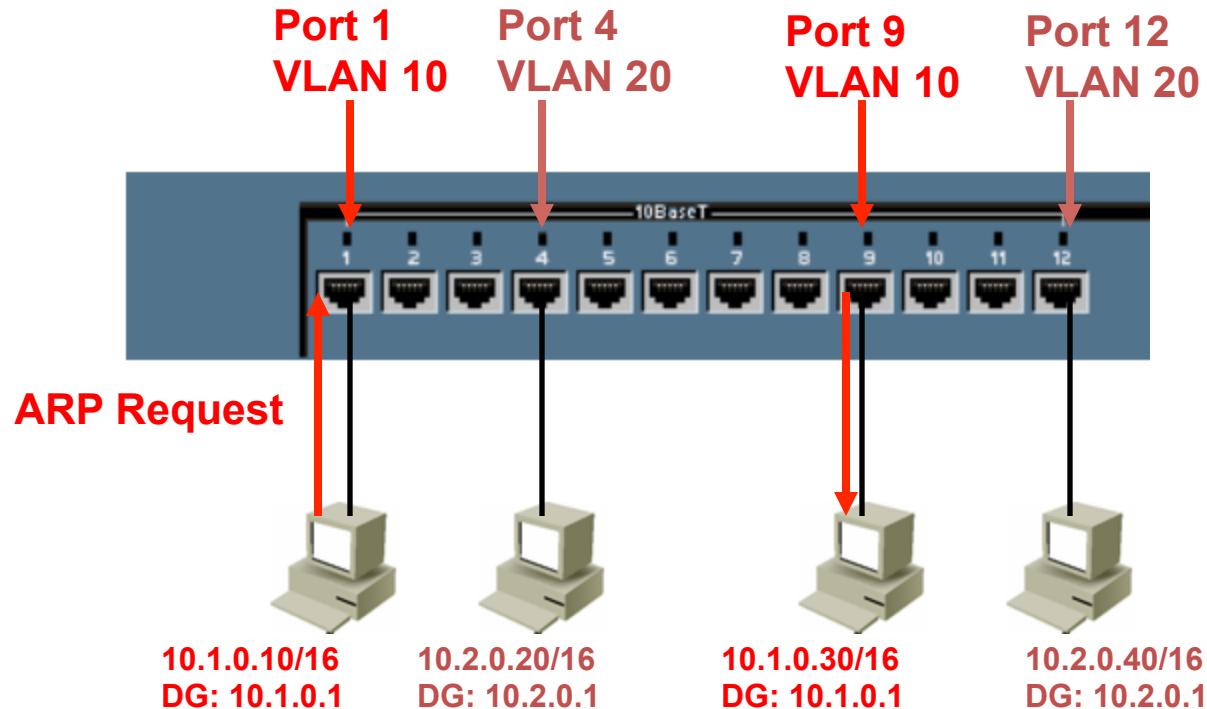 Port 1
VLAN 10
Port 4
VLAN 20
Port 9
VLAN 10
Port 12
VLAN 20
10BaseT
1 2 3 4 5 6 7 8 9 10 11 12
ARP Request
10.1.0.10/16
DG: 10.1.0.1
10.2.0.20/16
DG: 10.2.0.1
10.1.0.30/16
DG: 10.1.0.1
10.2.0.40/16
DG: 10.2.0.1